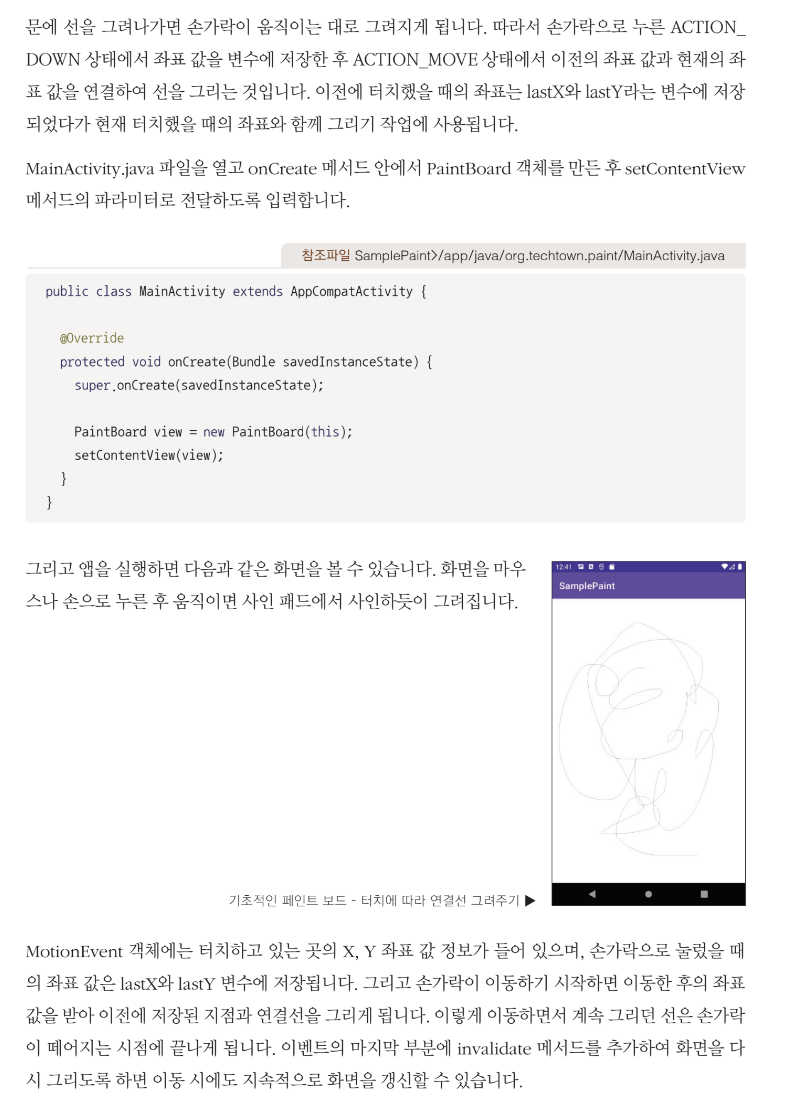 문에 선을 그려나가면 손가락이 움직이는 대로 그려지게 됩니다. 따라서 손가락으로 누른 ACTION_
DOWN 상태에서 좌표 값을 변수에 저장한 후 ACTION_MOVE 상태에서 이전의 좌표 값과 현재의 좌
표 값을 연결하여 선을 그리는 것입니다. 이전에 터치했을 때의 좌표는 lastX와 lastY라는 변수에 저장
되었다가 현재 터치했을 때의 좌표와 함께 그리기 작업에 사용됩니다.
MainActivity.java 파일을 열고 onCreate 메서드 안에서 PaintBoard 객체를 만든 후 setContentView
메서드의 파라미터로 전달하도록 입력합니다.
참조파일 SamplePaint>/app/java/org.techtown.paint/MainActivity.java
public class MainActivity extends AppCompatActivity {
@Override
protected void onCreate(Bundle savedInstanceState) {
super.onCreate(savedInstanceState);
PaintBoard view = new PaintBoard(this);
setContentView(view);
}
}
그리고 앱을 실행하면 다음과 같은 화면을 볼 수 있습니다. 화면을 마우
스나 손으로 누른 후 움직이면 사인 패드에서 사인하듯이 그려집니다.
12:41
SamplePaint
기초적인 페인트 보드 - 터치에 따라 연결선 그려주기 ▶
MotionEvent 객체에는 터치하고 있는 곳의 X, Y 좌표 값 정보가 들어 있으며, 손가락으로 눌렀을 때
의 좌표 값은 lastX와 lastY 변수에 저장됩니다. 그리고 손가락이 이동하기 시작하면 이동한 후의 좌표
값을 받아 이전에 저장된 지점과 연결선을 그리게 됩니다. 이렇게 이동하면서 계속 그리던 선은 손가락
이 떼어지는 시점에 끝나게 됩니다. 이벤트의 마지막 부분에 invalidate 메서드를 추가하여 화면을 다
시 그리도록 하면 이동 시에도 지속적으로 화면을 갱신할 수 있습니다.